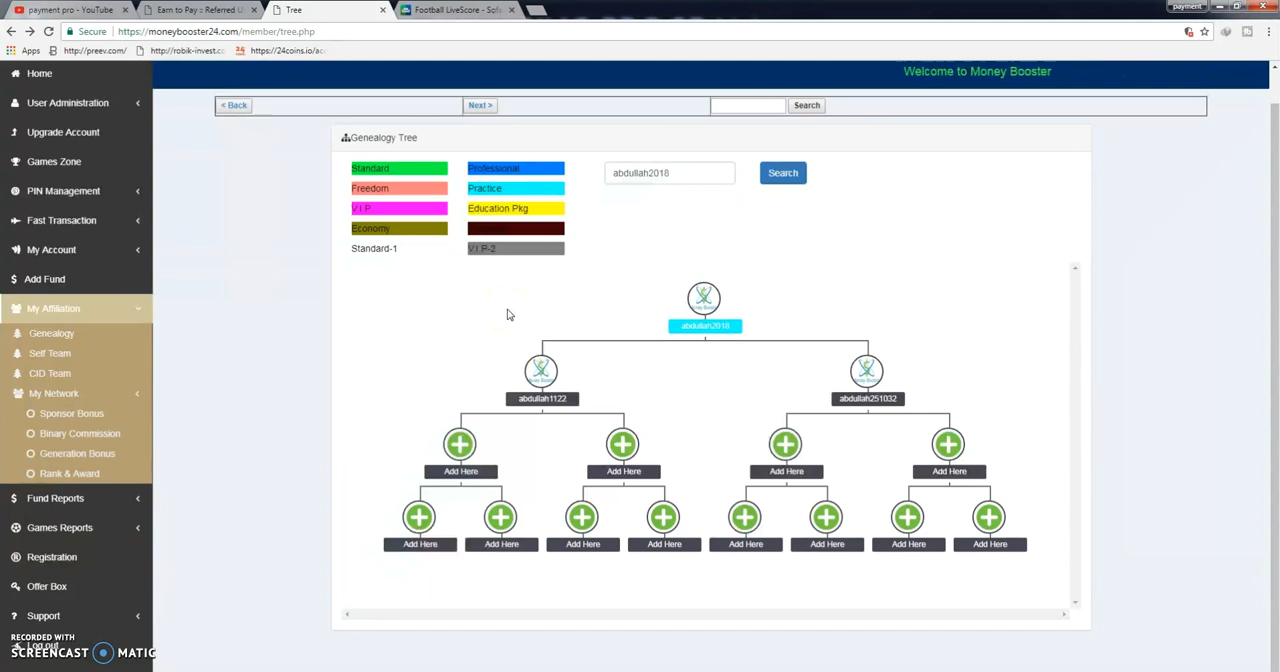 payment pro - YouTube
Earn to Pay :: Referred U
Tree
Football LiveScore - Sofa
payment
Secure
https://moneybooster24.com/member/tree.php
Apps
http://preev.com/
http://robik-invest.co
https://24coins.io/acc
Welcome to Money Booster
Home
User Administration
Upgrade Account
Games Zone
PIN Management
Fast Transaction
My Account
Add Fund
My Affiliation
Genealogy
Self Team
CID Team
My Network
Sponsor Bonus
Binary Commission
Generation Bonus
Rank & Award
Fund Reports
Games Reports
Registration
Offer Box
Support
Log out
RECORDED WITH
SCREENCAST MATIC
< Back
Next >
Search
Genealogy Tree
Standard
Professional
Freedom
Practice
V.I.P
Education Pkg
Economy
Standard-1
V.I.P-2
abdullah2018
Search
abdullah2018
abdullah1122
abdullah251032
Add Here
Add Here
Add Here
Add Here
Add Here
Add Here
Add Here
Add Here
Add Here
Add Here
Add Here
Add Here